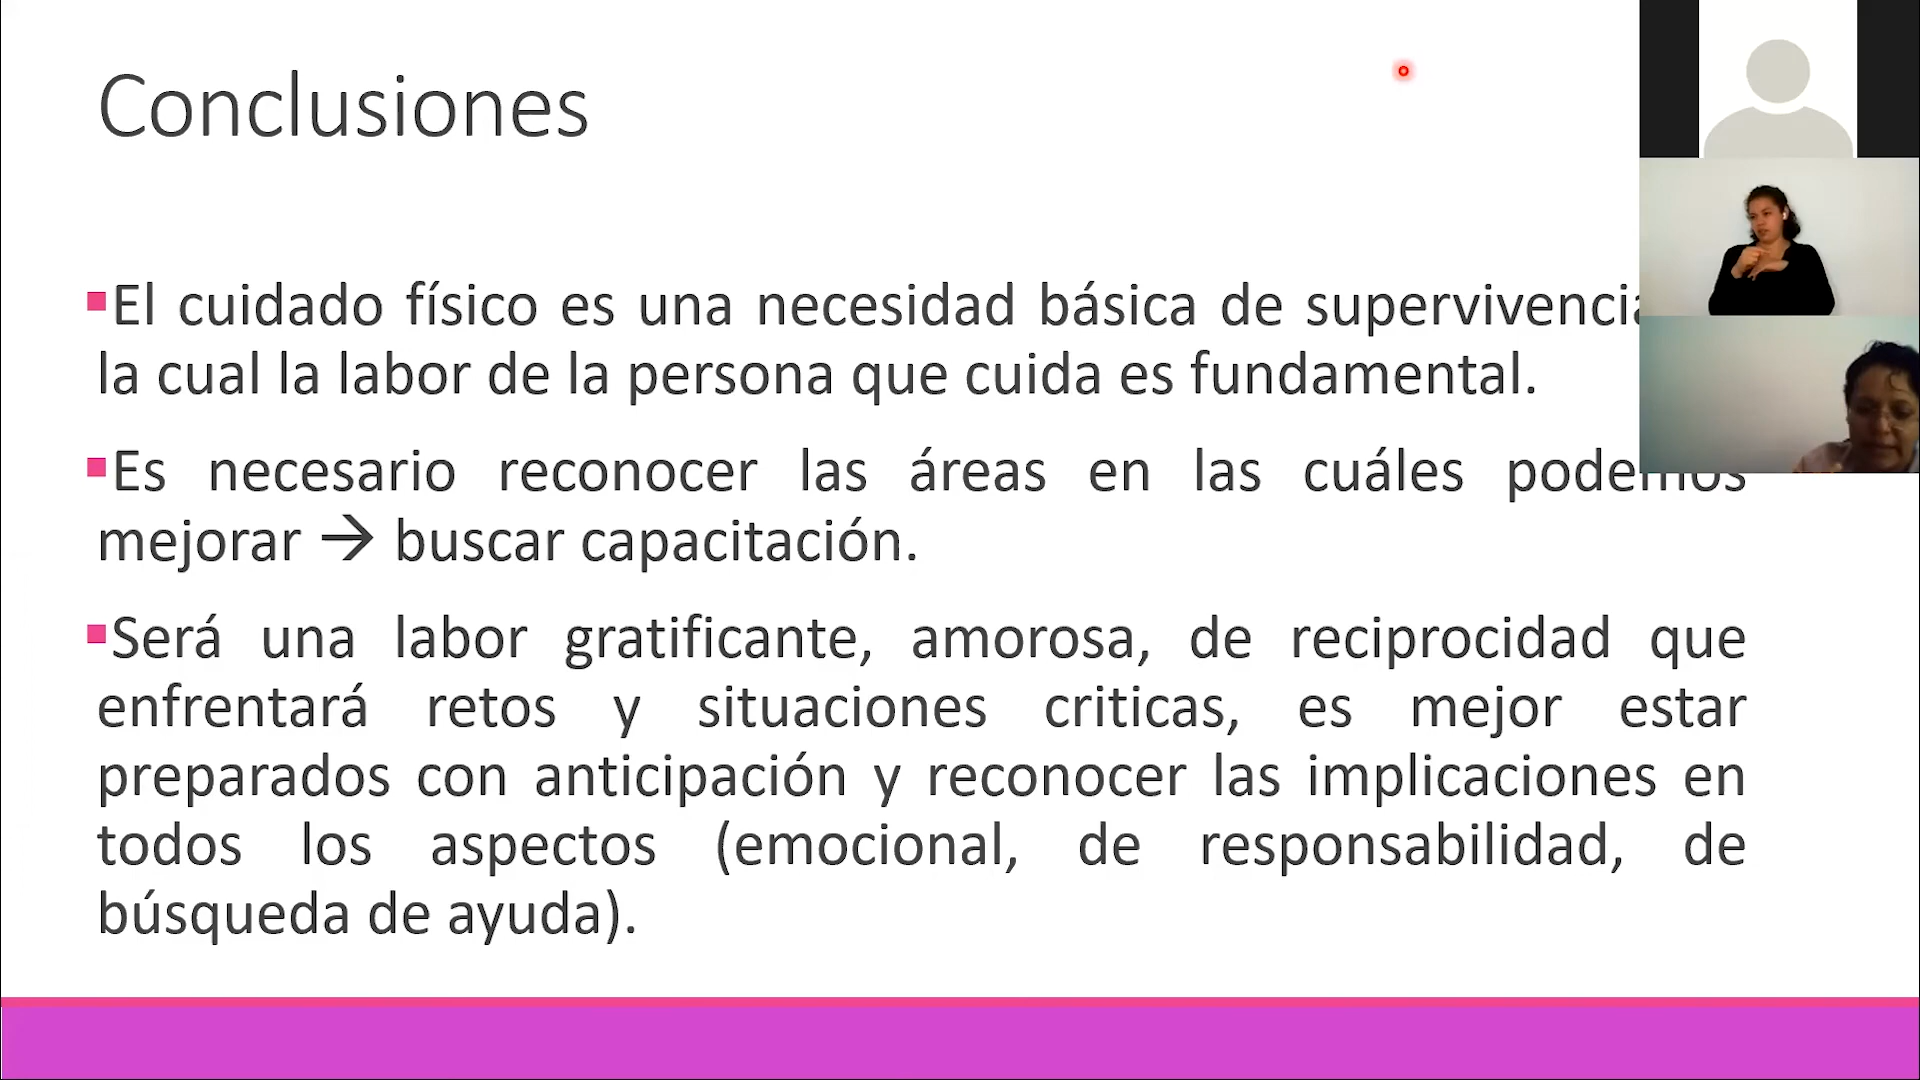 Conclusiones
▪El cuidado físico es una necesidad básica de supervivencia
la cual la labor de la persona que cuida es fundamental.
▪Es necesario reconocer las áreas en las cuáles podemos
mejorar → buscar capacitación.
▪Será una labor gratificante, amorosa, de reciprocidad que
enfrentará retos y situaciones criticas, es mejor estar
preparados con anticipación y reconocer las implicaciones en
todos los aspectos (emocional, de responsabilidad, de
búsqueda de ayuda).